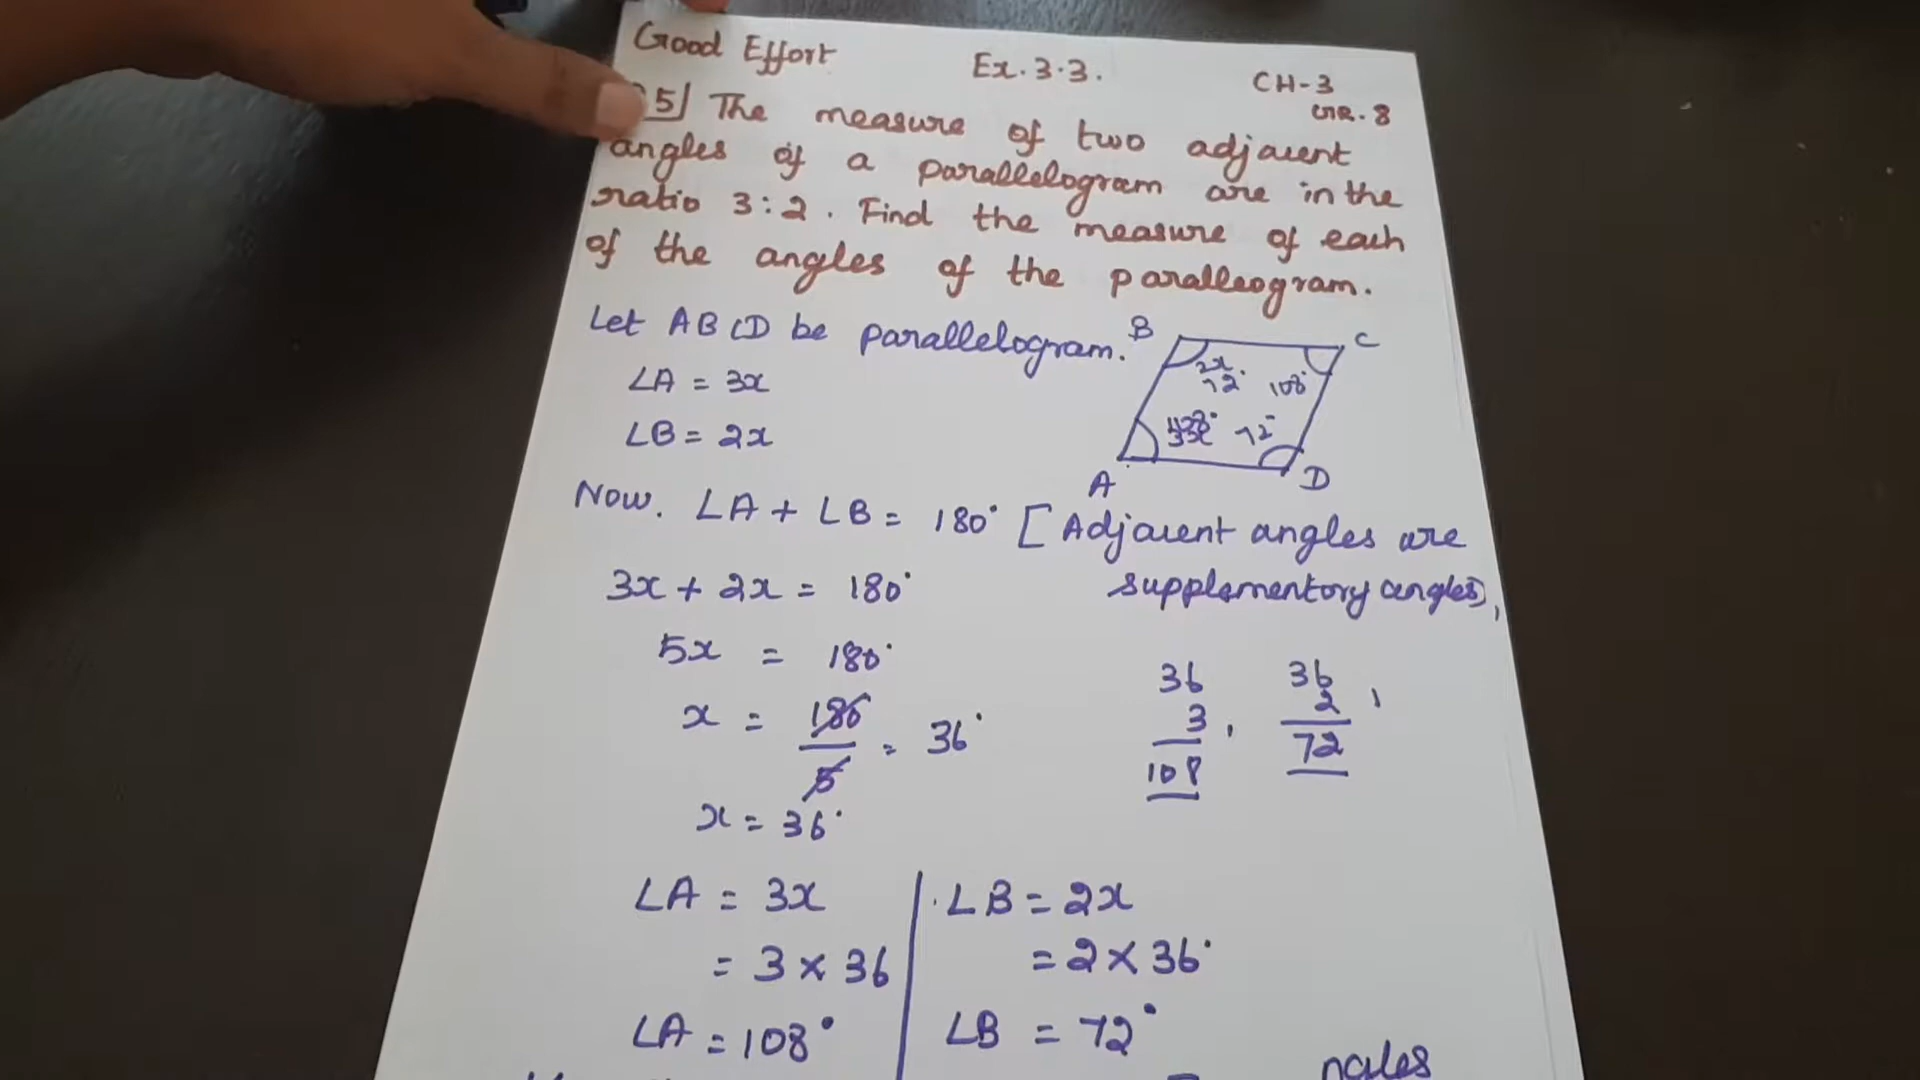 Good Effort Ex. 3.3. CH-3
GR. 8
5] The measure of two adjacent
angles of a parallelogram are in the
ratio 3:2. Find the measure of each
of the angles of the paralleogram.
Let ABCD be parallelogram.
B C
∠A = 3x
2x
72° 108°
∠B = 2x
3x 72°
A D
Now. ∠A + ∠B = 180° [Adjacent angles are
supplementory angles],
3x + 2x = 180°
5x = 180°
x = 180/5 = 36°
36
3
108
36
2
72
x = 36°
∠A = 3x
= 3 × 36
∠A = 108°
∠B = 2x
= 2 × 36°
∠B = 72°